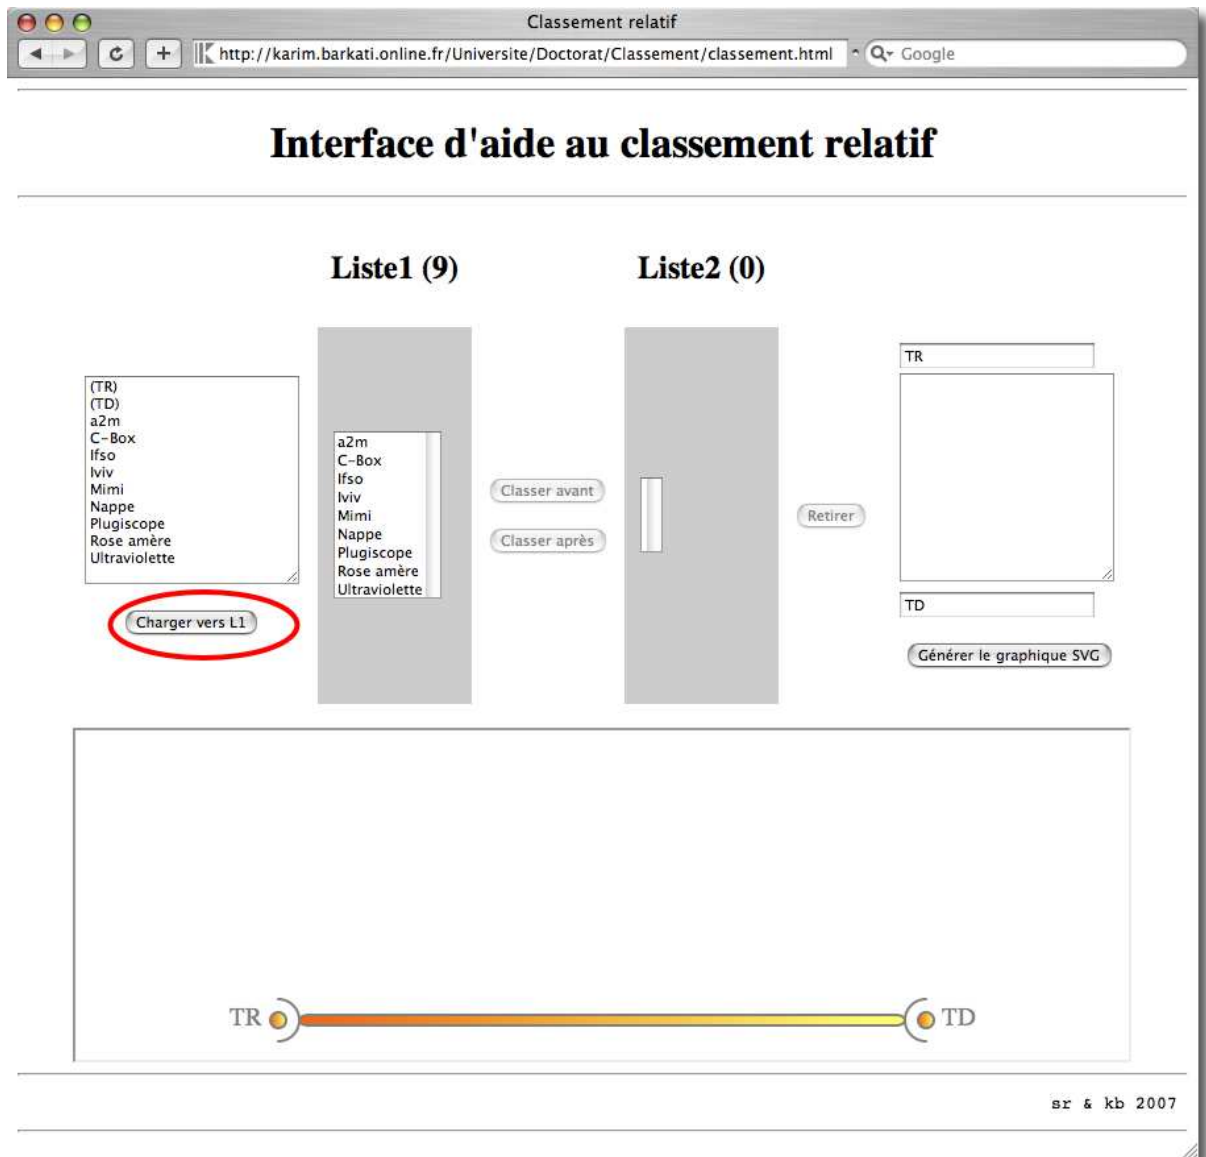 Classement relatif
http://karim.barkati.online.fr/Universite/Doctorat/Classement/classement.html
Google
Interface d'aide au classement relatif
Liste1 (9)
Liste2 (0)
(TR)
(TD)
a2m
C-Box
Ifso
Iviv
Mimi
Nappe
Plugiscope
Rose amère
Ultraviolette
Charger vers L1
a2m
C-Box
Ifso
Iviv
Mimi
Nappe
Plugiscope
Rose amère
Ultraviolette
Classer avant
Classer après
Retirer
TR
TD
Générer le graphique SVG
TR
TD
sr & kb 2007